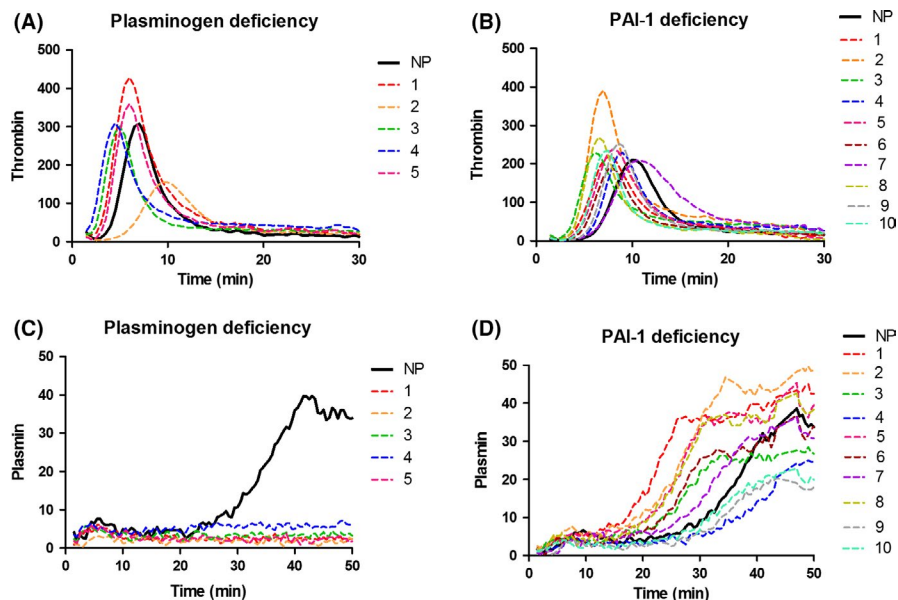 (A) Plasminogen deficiency
500
400
300
200
100
0
Thrombin
0 10 20 30
Time (min)
NP
1
2
3
4
5
(B) PAI-1 deficiency
500
400
300
200
100
0
Thrombin
0 10 20 30
Time (min)
NP
1
2
3
4
5
6
7
8
9
10
(C) Plasminogen deficiency
50
40
30
20
10
0
Plasmin
0 10 20 30 40 50
Time (min)
NP
1
2
3
4
5
(D) PAI-1 deficiency
50
40
30
20
10
0
Plasmin
0 10 20 30 40 50
Time (min)
NP
1
2
3
4
5
6
7
8
9
10